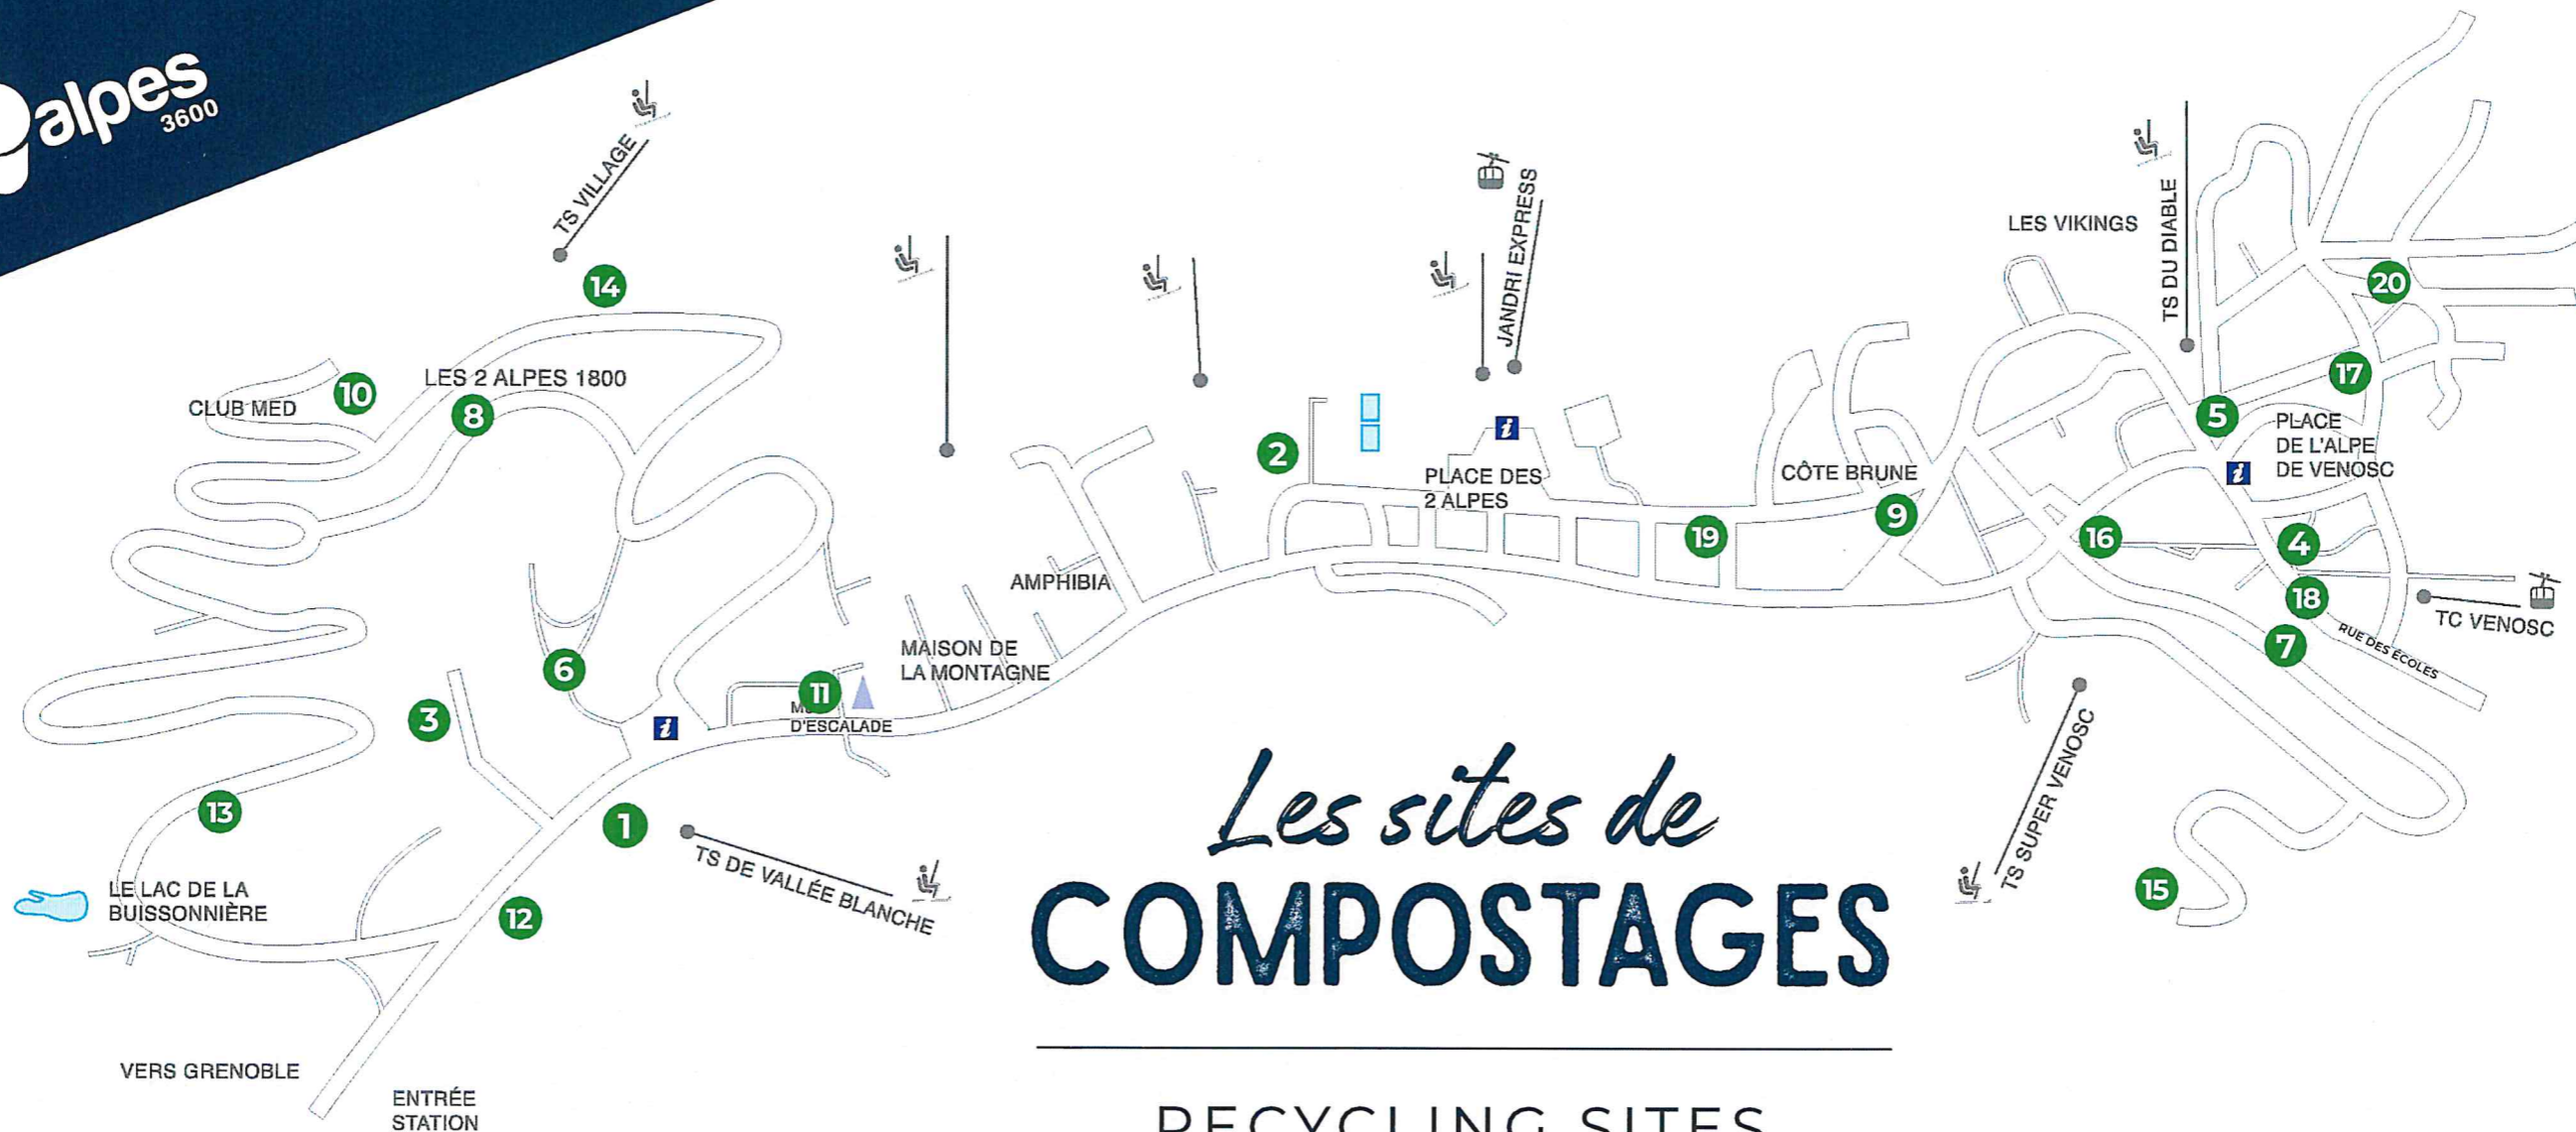 alpes
3600
TS VILLAGE
14
10
LES 2 ALPES 1800
CLUB MED
8
JANDRI EXPRESS
LES VIKINGS
TS DU DIABLE
20
17
5
PLACE
DE L'ALPE
DE VENOSC
i
2
i
PLACE DES
2 ALPES
CÔTE BRUNE
9
19
16
4
18
TC VENOSC
7
RUE DES ÉCOLES
AMPHIBIA
MAISON DE
LA MONTAGNE
6
11
D'ESCALADE
3
i
13
1
TS DE VALLÉE BLANCHE
12
LE LAC DE LA
BUISSONNIÈRE
TS SUPER VENOSC
15
VERS GRENOBLE
ENTRÉE
STATION
Les sites de
COMPOSTAGES
RECYCLING SITES